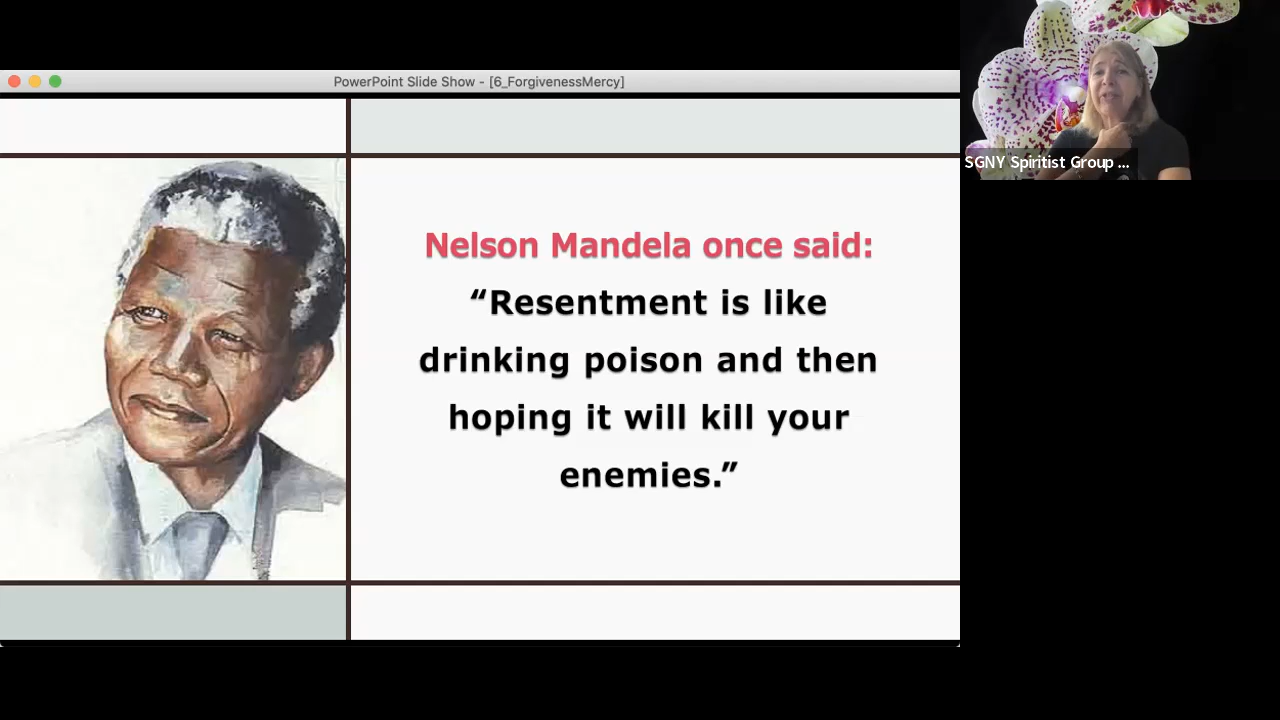 PowerPoint Slide Show - [6_ForgivenessMercy]
SGNY Spiritist Group ...
Nelson Mandela once said:
“Resentment is like
drinking poison and then
hoping it will kill your
enemies.”